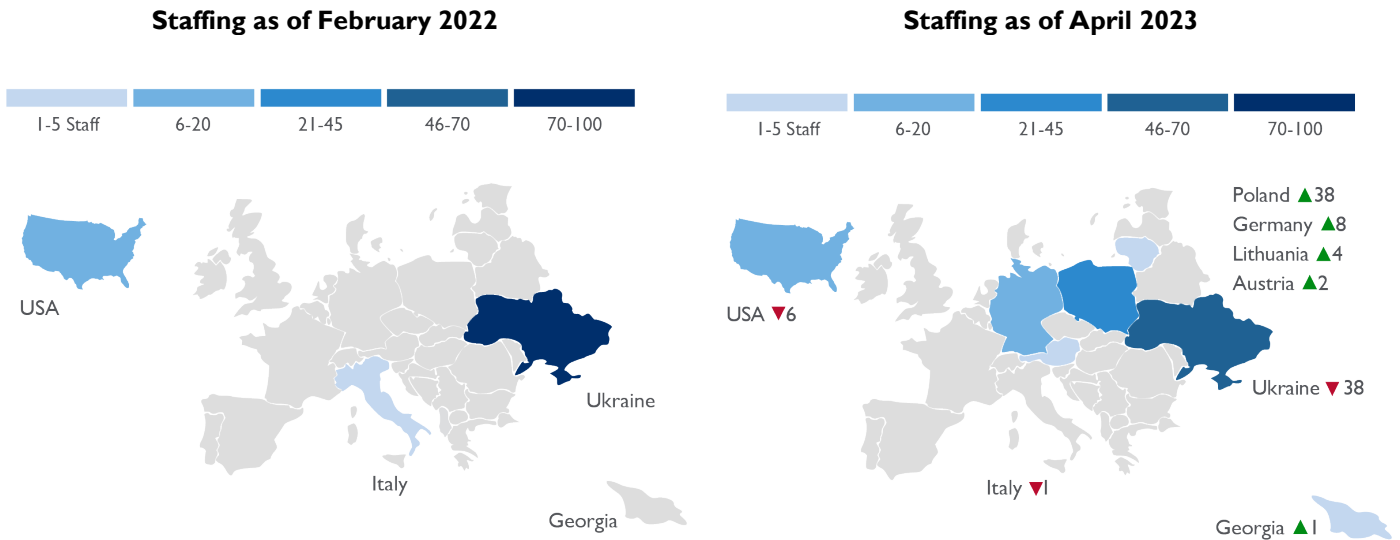 Staffing as of February 2022
1-5 Staff
6-20
21-45
46-70
70-100
USA
Ukraine
Italy
Georgia
Staffing as of April 2023
1-5 Staff
6-20
21-45
46-70
70-100
Poland ▲38
Germany ▲8
Lithuania ▲4
Austria ▲2
USA ▼6
Ukraine ▼38
Italy ▼1
Georgia ▲1